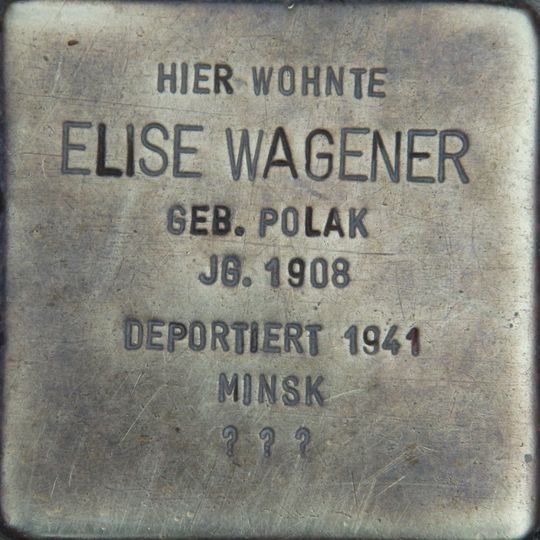 HIER WOHNTE
ELISE WAGENER
GEB. POLAK
JG. 1908
DEPORTIERT 1941
MINSK
? ? ?